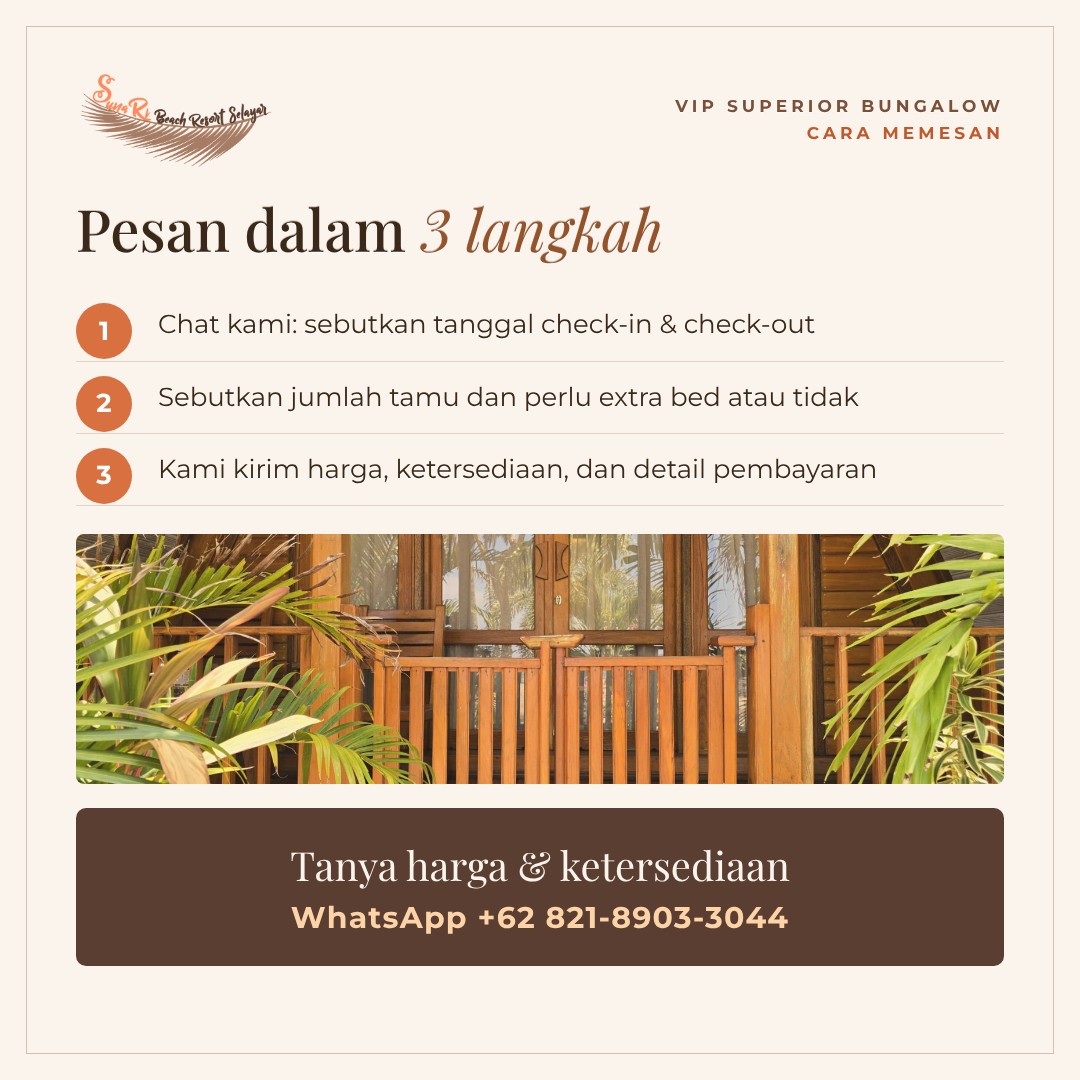 SunaRi Beach Resort Selayar
VIP SUPERIOR BUNGALOW
CARA MEMESAN
Pesan dalam 3 langkah
1 Chat kami: sebutkan tanggal check-in & check-out
2 Sebutkan jumlah tamu dan perlu extra bed atau tidak
3 Kami kirim harga, ketersediaan, dan detail pembayaran
Tanya harga & ketersediaan
WhatsApp +62 821-8903-3044